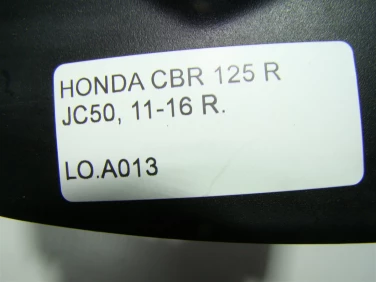 HONDA CBR 125 R
JC50, 11-16 R.
LO.A013